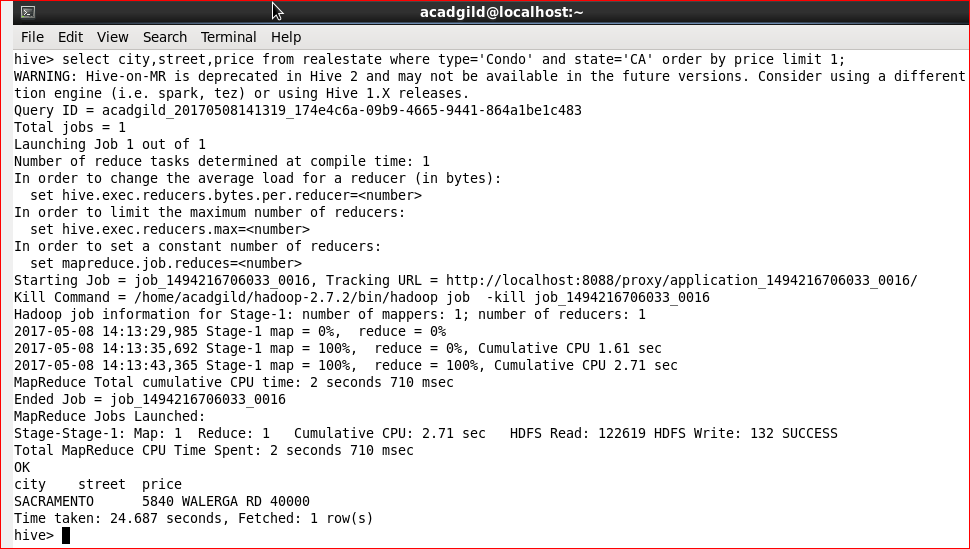 acadgild@localhost:~
File Edit View Search Terminal Help
hive> select city,street,price from realestate where type='Condo' and state='CA' order by price limit 1;
WARNING: Hive-on-MR is deprecated in Hive 2 and may not be available in the future versions. Consider using a different
tion engine (i.e. spark, tez) or using Hive 1.X releases.
Query ID = acadgild_20170508141319_174e4c6a-09b9-4665-9441-864a1be1c483
Total jobs = 1
Launching Job 1 out of 1
Number of reduce tasks determined at compile time: 1
In order to change the average load for a reducer (in bytes):
  set hive.exec.reducers.bytes.per.reducer=<number>
In order to limit the maximum number of reducers:
  set hive.exec.reducers.max=<number>
In order to set a constant number of reducers:
  set mapreduce.job.reduces=<number>
Starting Job = job_1494216706033_0016, Tracking URL = http://localhost:8088/proxy/application_1494216706033_0016/
Kill Command = /home/acadgild/hadoop-2.7.2/bin/hadoop job  -kill job_1494216706033_0016
Hadoop job information for Stage-1: number of mappers: 1; number of reducers: 1
2017-05-08 14:13:29,985 Stage-1 map = 0%,  reduce = 0%
2017-05-08 14:13:35,692 Stage-1 map = 100%,  reduce = 0%, Cumulative CPU 1.61 sec
2017-05-08 14:13:43,365 Stage-1 map = 100%,  reduce = 100%, Cumulative CPU 2.71 sec
MapReduce Total cumulative CPU time: 2 seconds 710 msec
Ended Job = job_1494216706033_0016
MapReduce Jobs Launched:
Stage-Stage-1: Map: 1  Reduce: 1   Cumulative CPU: 2.71 sec   HDFS Read: 122619 HDFS Write: 132 SUCCESS
Total MapReduce CPU Time Spent: 2 seconds 710 msec
OK
city    street  price
SACRAMENTO      5840 WALERGA RD 40000
Time taken: 24.687 seconds, Fetched: 1 row(s)
hive>